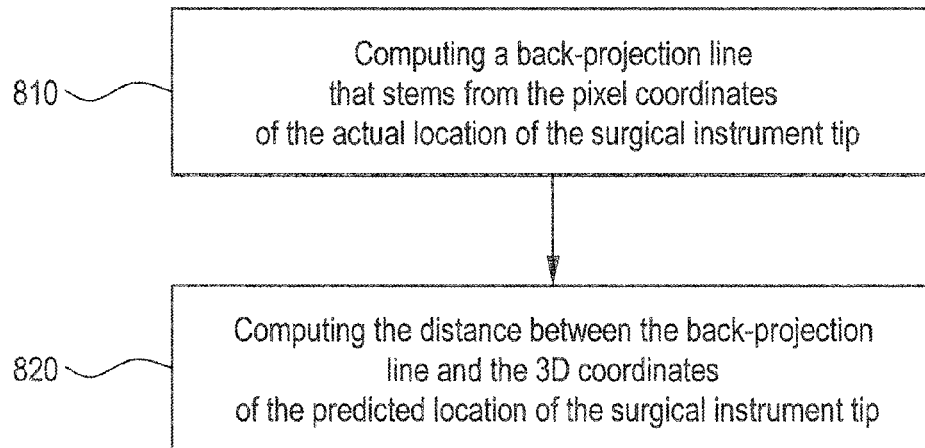 810
Computing a back-projection line
that stems from the pixel coordinates
of the actual location of the surgical instrument tip
820
Computing the distance between the back-projection
line and the 3D coordinates
of the predicted location of the surgical instrument tip